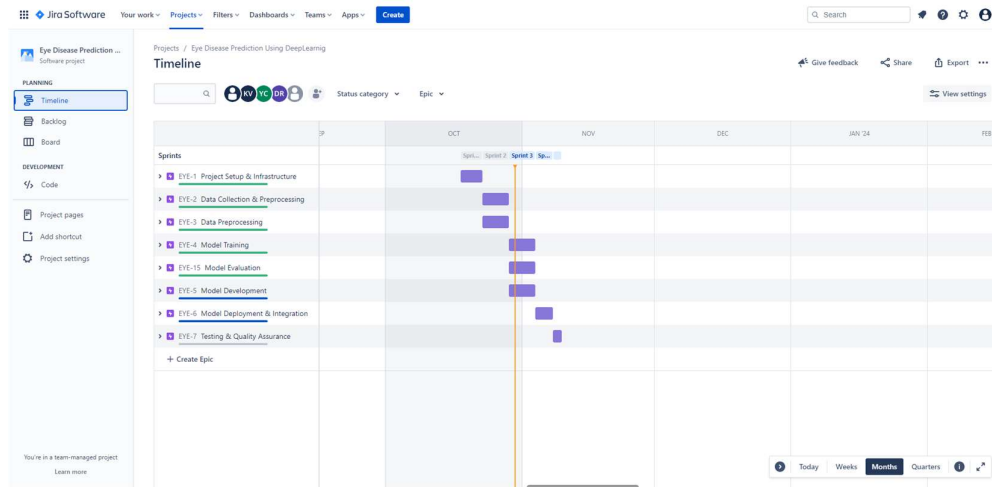 Jira Software Your work Projects Filters Dashboards Teams Apps Create Search
Eye Disease Prediction ...
Software project
PLANNING
Timeline
Backlog
Board
DEVELOPMENT
Code
Project pages
Add shortcut
Project settings
You're in a team-managed project
Learn more
Projects / Eye Disease Prediction Using DeepLearnig
Timeline
Give feedback Share Export
KV YC DR Status category Epic View settings
EP OCT NOV DEC JAN '24 FEB
Sprints Spri... Sprint 2 Sprint 3 Sp...
EYE-1 Project Setup & Infrastructure
EYE-2 Data Collection & Preprocessing
EYE-3 Data Preprocessing
EYE-4 Model Training
EYE-15 Model Evaluation
EYE-5 Model Development
EYE-6 Model Deployment & Integration
EYE-7 Testing & Quality Assurance
+ Create Epic
Today Weeks Months Quarters